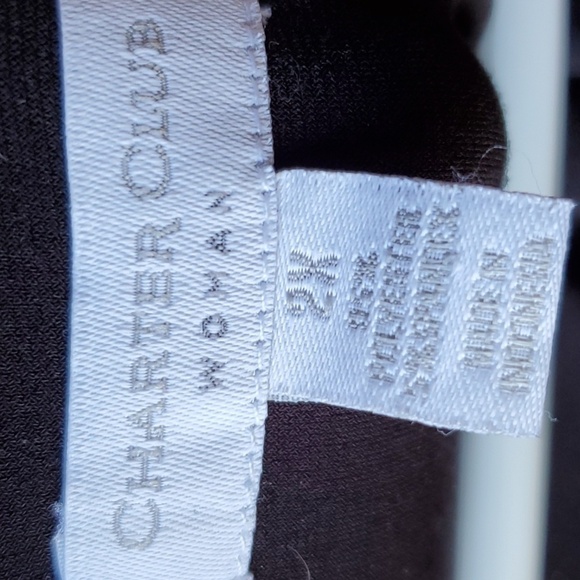 CHARTER CLUB
WOMAN
2X
95%
POLYESTER
5%SPANDEX
MADE IN
INDONESIA